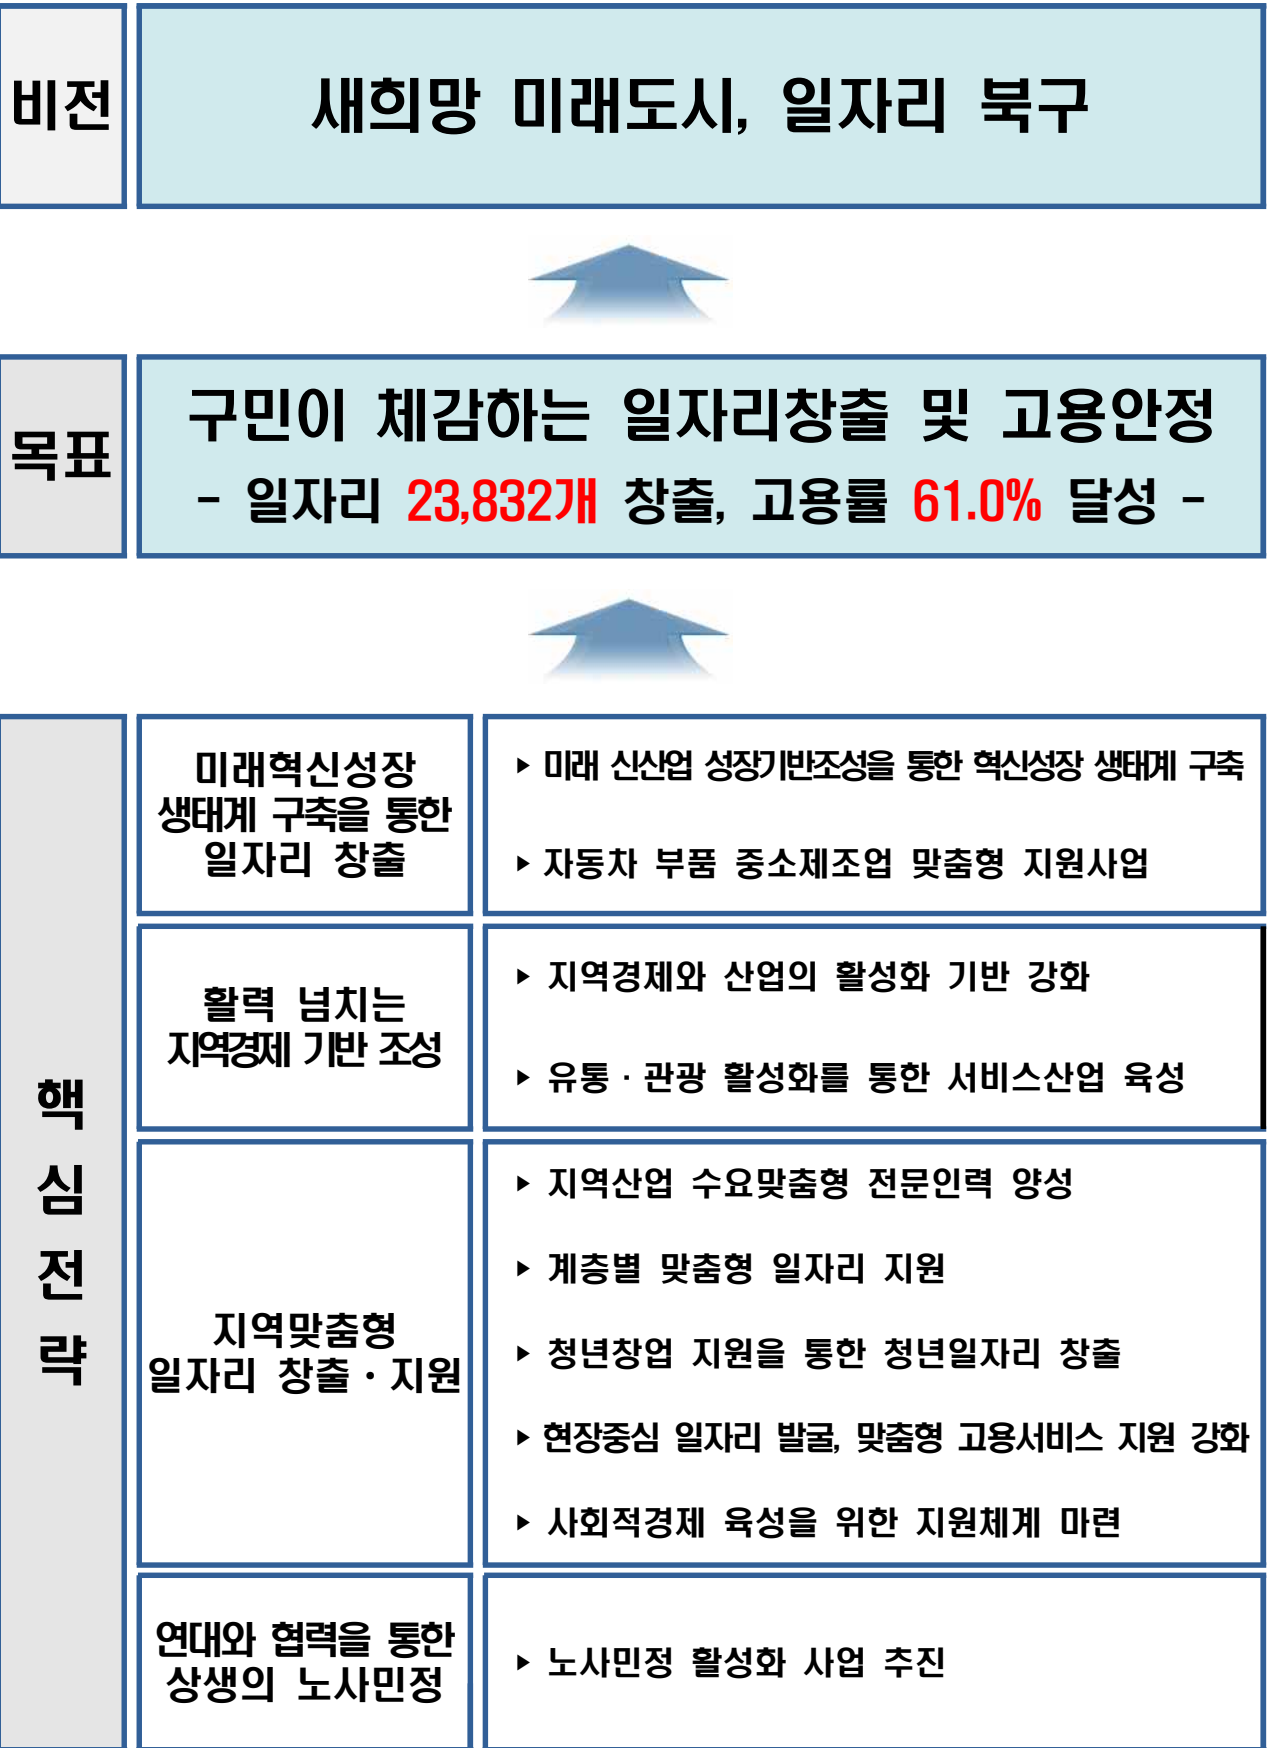 비전
새희망 미래도시, 일자리 북구
목표
구민이 체감하는 일자리창출 및 고용안정
- 일자리 23,832개 창출, 고용률 61.0% 달성 -
핵
심
전
략
미래혁신성장
생태계 구축을 통한
일자리 창출
▸ 미래 신산업 성장기반조성을 통한 혁신성장 생태계 구축
▸ 자동차 부품 중소제조업 맞춤형 지원사업
활력 넘치는
지역경제 기반 조성
▸ 지역경제와 산업의 활성화 기반 강화
▸ 유통 · 관광 활성화를 통한 서비스산업 육성
지역맞춤형
일자리 창출 · 지원
▸ 지역산업 수요맞춤형 전문인력 양성
▸ 계층별 맞춤형 일자리 지원
▸ 청년창업 지원을 통한 청년일자리 창출
▸ 현장중심 일자리 발굴, 맞춤형 고용서비스 지원 강화
▸ 사회적경제 육성을 위한 지원체계 마련
연대와 협력을 통한
상생의 노사민정
▸ 노사민정 활성화 사업 추진